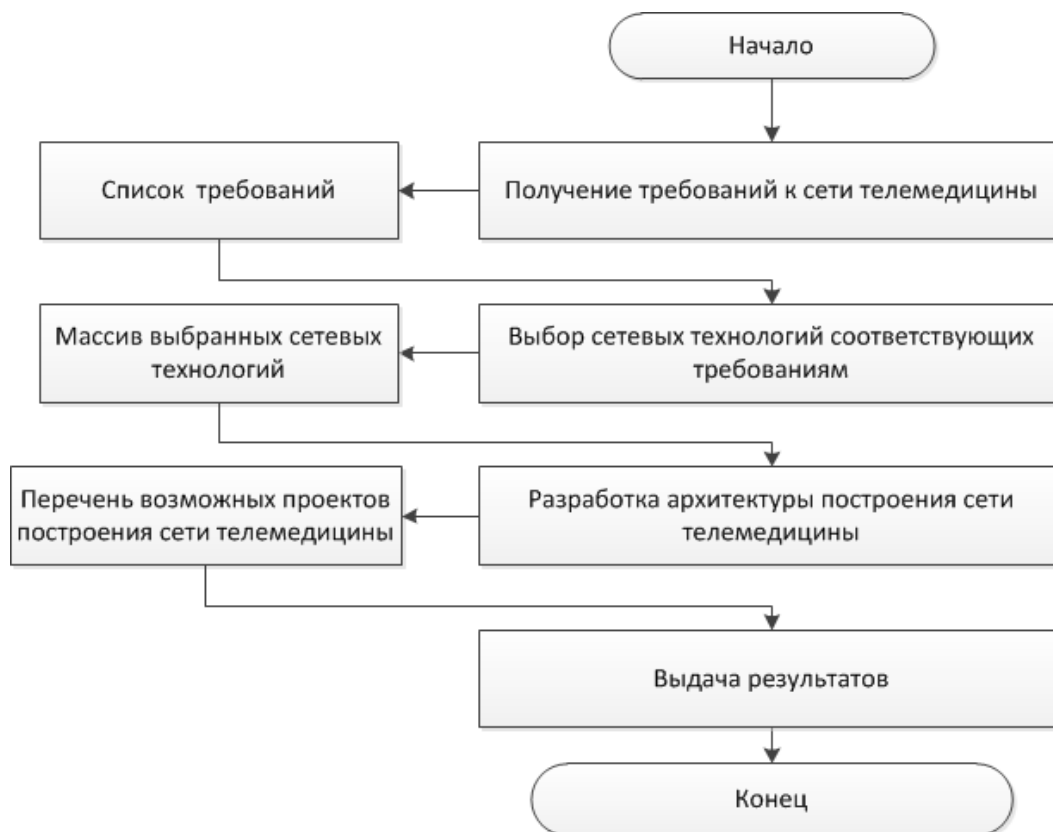 Начало
Список требований
Получение требований к сети телемедицины
Массив выбранных сетевых
технологий
Выбор сетевых технологий соответствующих
требованиям
Перечень возможных проектов
построения сети телемедицины
Разработка архитектуры построения сети
телемедицины
Выдача результатов
Конец